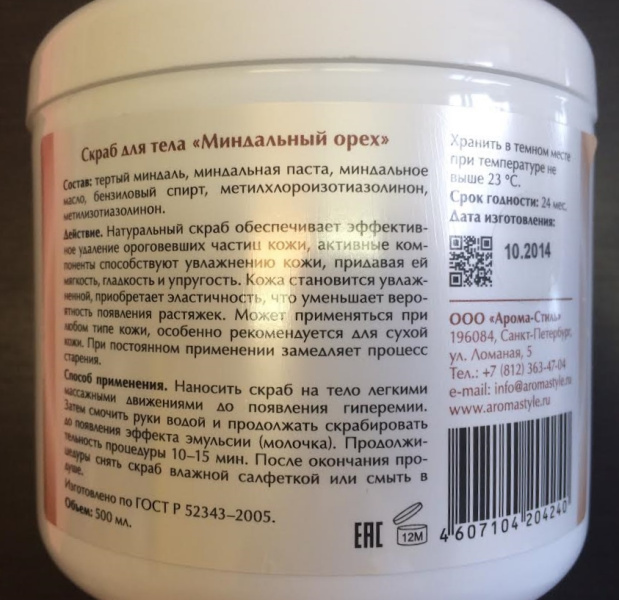 Скраб для тела «Миндальный орех»
Состав: тертый миндаль, миндальная паста, миндальное
масло, бензиловый спирт, метилхлороизотиазолинон,
метилизотиазолинон.
Действие. Натуральный скраб обеспечивает эффектив-
ное удаление ороговевших частиц кожи, активные ком-
поненты способствуют увлажнению кожи, придавая ей
мягкость, гладкость и упругость. Кожа становится увлаж-
ненной, приобретает эластичность, что уменьшает веро-
ятность появления растяжек. Может применяться при
любом типе кожи, особенно рекомендуется для сухой
кожи. При постоянном применении замедляет процесс
старения.
Способ применения. Наносить скраб на тело легкими
массажными движениями до появления гиперемии.
Затем смочить руки водой и продолжать скрабировать
до появления эффекта эмульсии (молочка). Продолжи-
тельность процедуры 10–15 мин. После окончания про-
цедуры снять скраб влажной салфеткой или смыть в
душе.
Изготовлено по ГОСТ Р 52343–2005.
Объем: 500 мл.
Хранить в темном месте
при температуре не
выше 23 °С.
Срок годности: 24 мес.
Дата изготовления:
10.2014
ООО «Арома-Стиль»
196084, Санкт-Петербург,
ул. Ломаная, 5
Тел.: +7 (812) 363-47-04
e-mail: info@aromastyle.ru
www.aromastyle.ru
EAC
12M
4 607104 204240